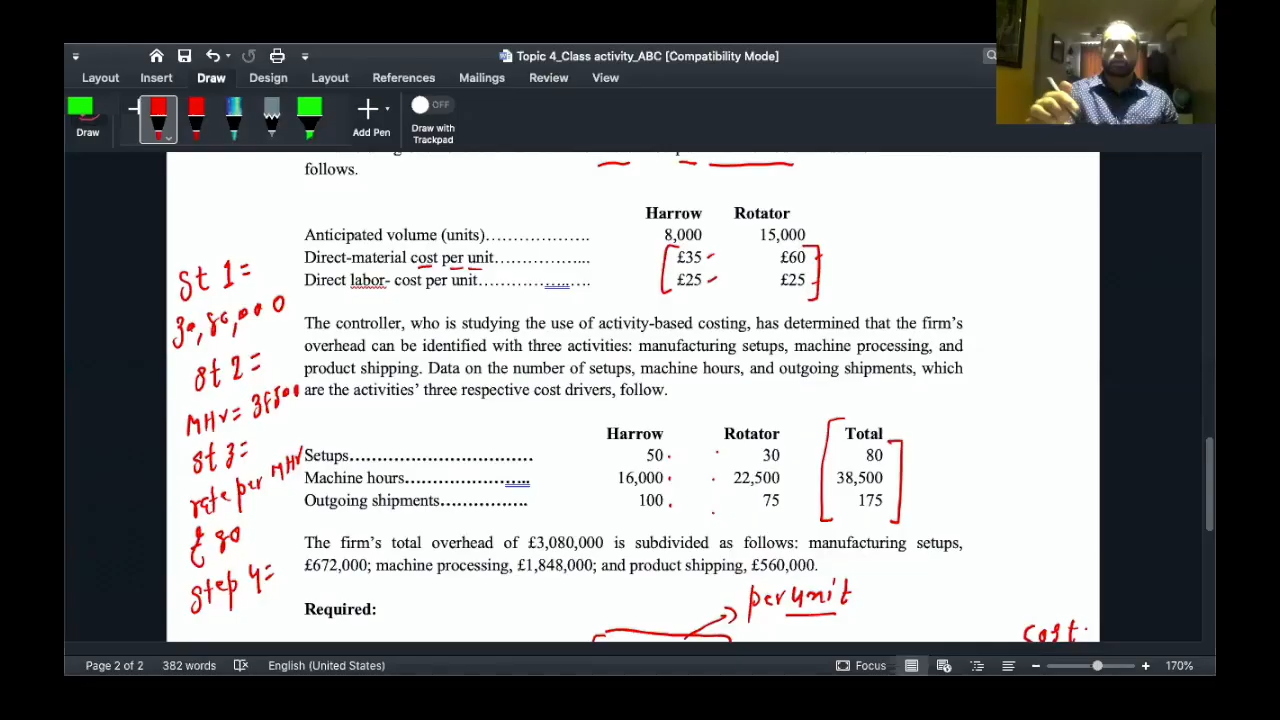 Topic 4_Class activity_ABC [Compatibility Mode]
Layout Insert Draw Design Layout References Mailings Review View
OFF
Draw Add Pen Draw with Trackpad
follows.
Harrow Rotator
Anticipated volume (units)………………. 8,000 15,000
Direct-material cost per unit……………... £35 £60
Direct labor- cost per unit………………….…. £25 £25
The controller, who is studying the use of activity-based costing, has determined that the firm's
overhead can be identified with three activities: manufacturing setups, machine processing, and
product shipping. Data on the number of setups, machine hours, and outgoing shipments, which
are the activities' three respective cost drivers, follow.
Harrow Rotator Total
Setups…………………………………… 50 30 80
Machine hours………………………….. 16,000 22,500 38,500
Outgoing shipments……………………. 100 75 175
The firm's total overhead of £3,080,000 is subdivided as follows: manufacturing setups,
£672,000; machine processing, £1,848,000; and product shipping, £560,000.
Required:
St 1=
30,80,000
St 2=
MHr= 38500
St 3=
rate per MHr
£ 80
Step 4=
per unit
cost.
Page 2 of 2 382 words English (United States) Focus 170%